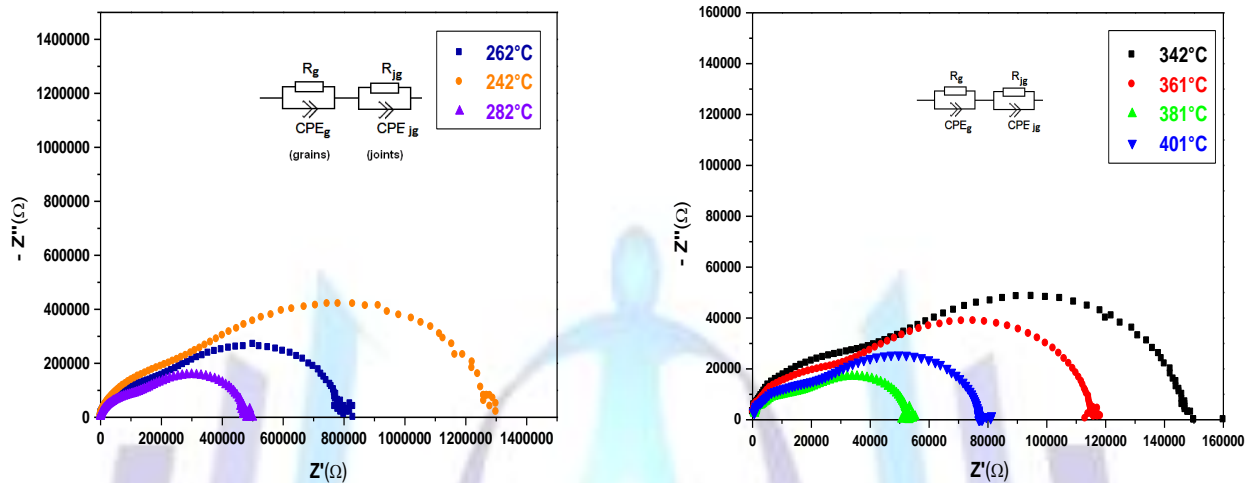 1400000
1200000
1000000
800000
600000
400000
200000
0
0 200000 400000 600000 800000 1000000 1200000 1400000
- Z''(Ω)
Z'(Ω)
262°C
242°C
282°C
Rg Rjg
CPEg CPE jg
(grains) (joints)
160000
140000
120000
100000
80000
60000
40000
20000
0
0 20000 40000 60000 80000 100000 120000 140000 160000
- Z''(Ω)
Z'(Ω)
342°C
361°C
381°C
401°C
Rg Rjg
CPEg CPE jg